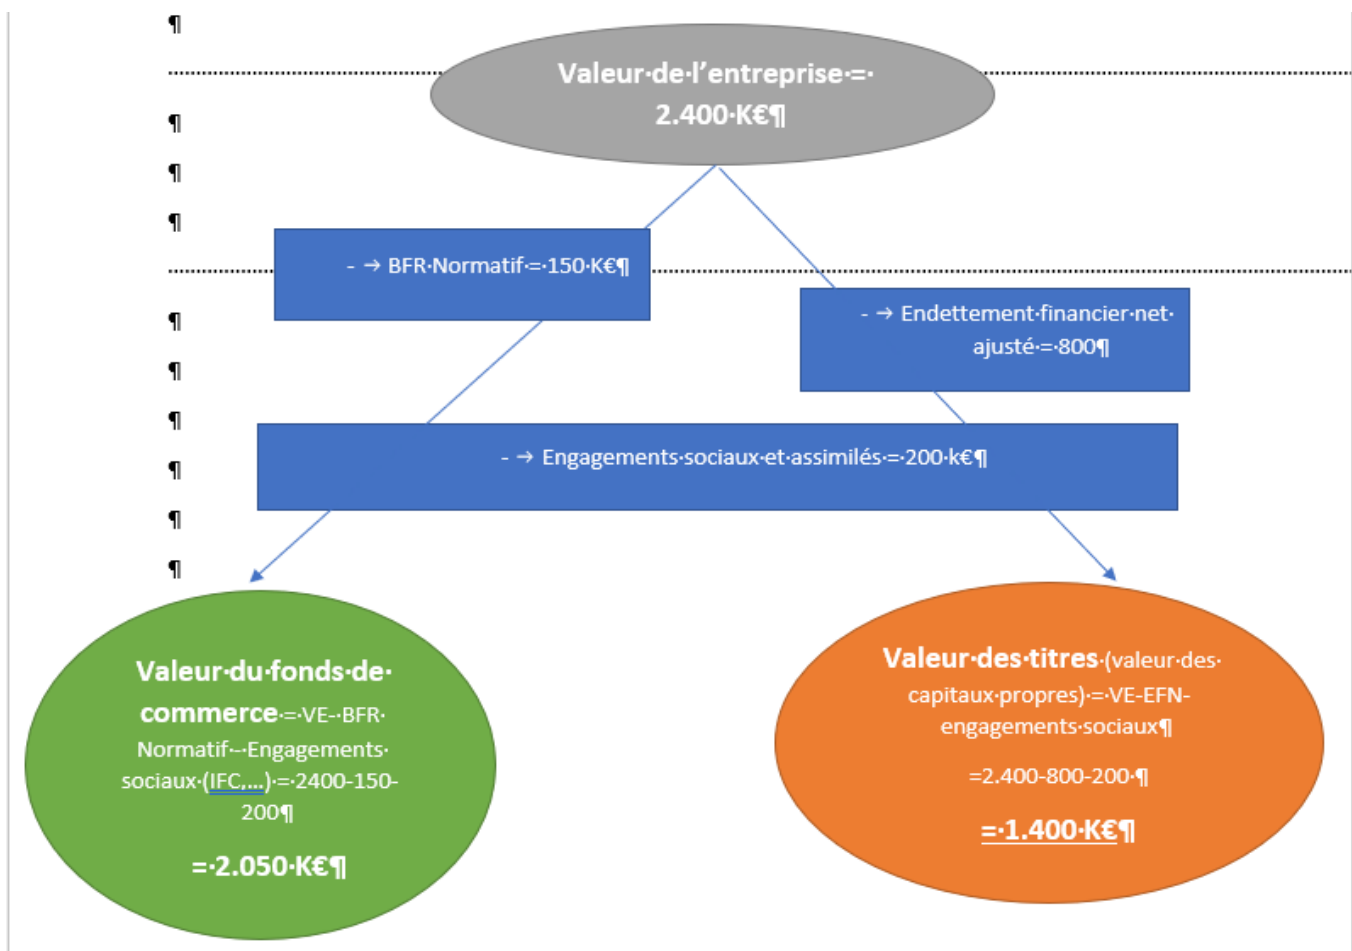 Valeur de l’entreprise =
2.400 K€¶
- → BFR Normatif = 150 K€¶
- → Endettement financier net
ajusté = 800¶
- → Engagements sociaux et assimilés = 200 k€¶
Valeur du fonds de
commerce = VE- BFR
Normatif – Engagements
sociaux (IFC,…) = 2400-150-
200¶
= 2.050 K€¶
Valeur des titres (valeur des
capitaux propres) = VE-EFN-
engagements sociaux¶
=2.400-800-200 ¶
= 1.400 K€¶